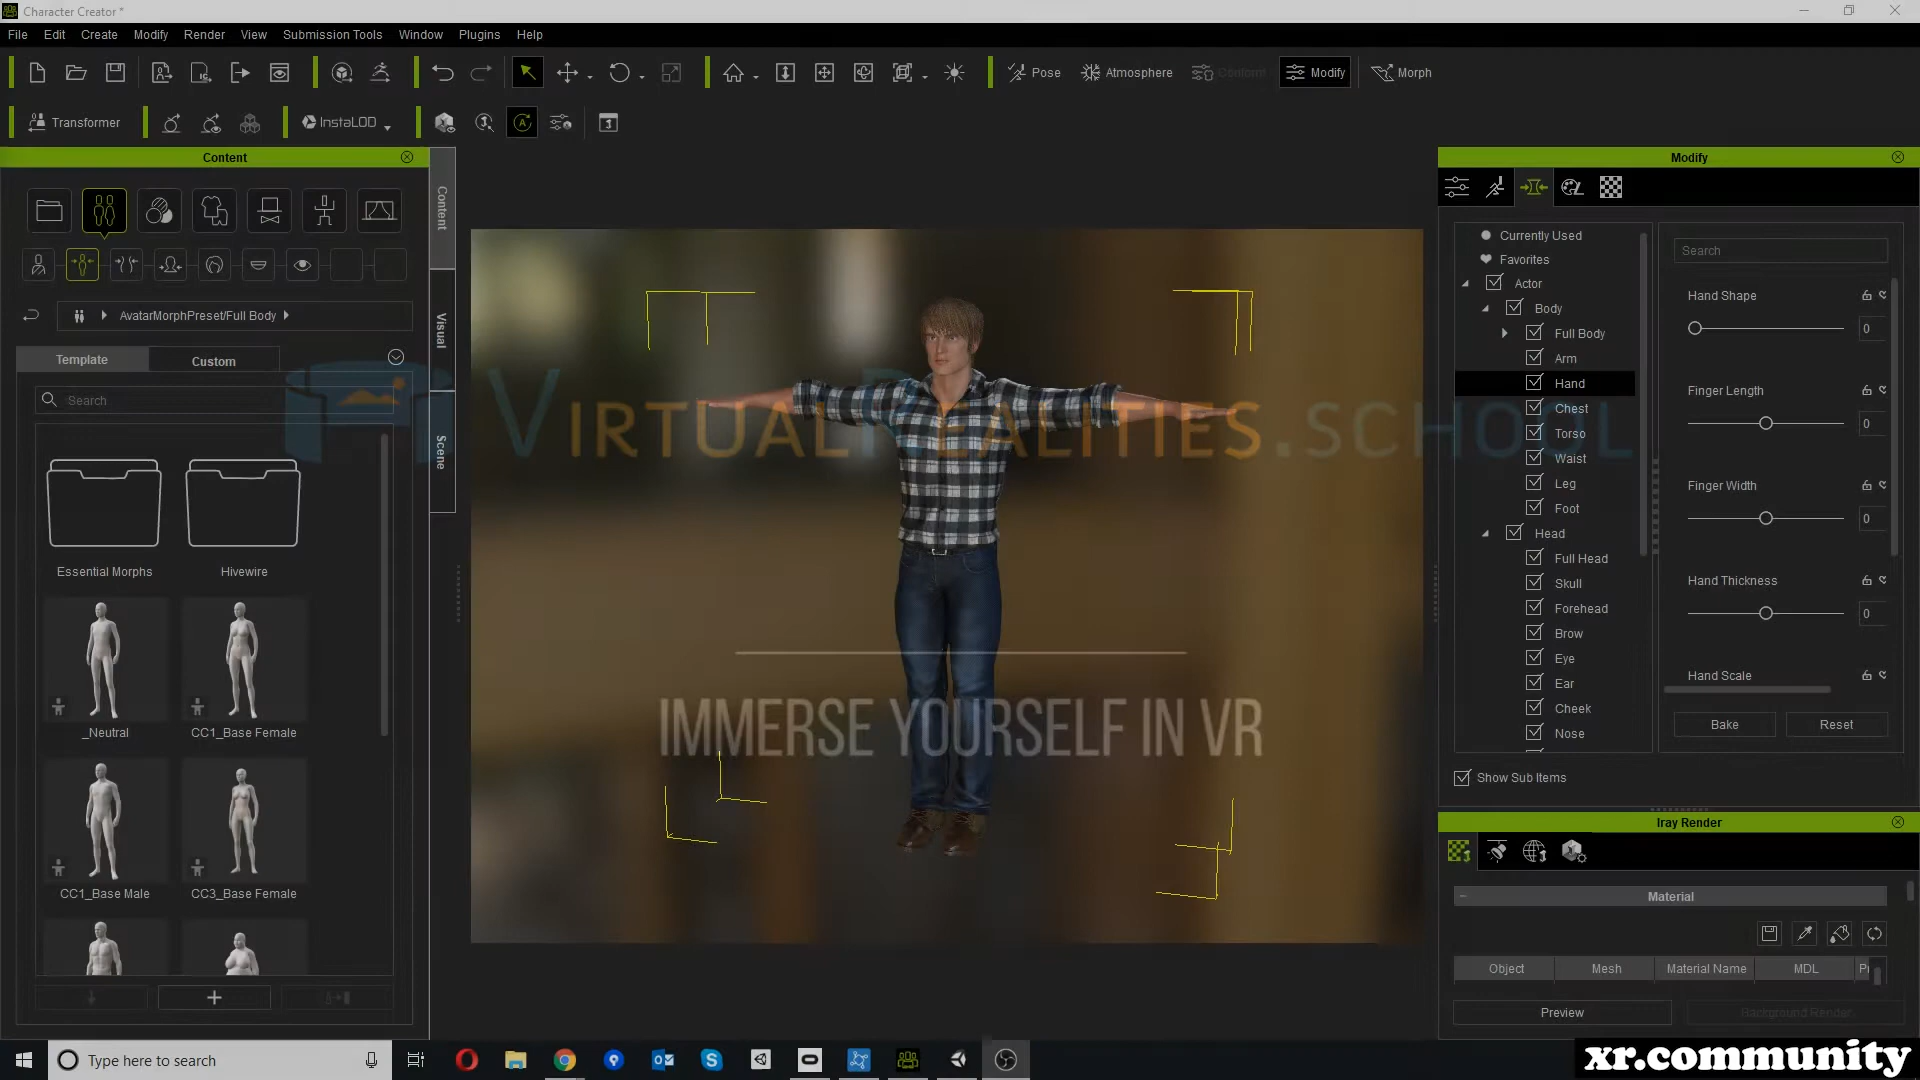 Character Creator *
File Edit Create Modify Render View Submission Tools Window Plugins Help
Pose Atmosphere Conform Modify Morph
Transformer InstaLOD
Content
Modify
Content
Visual
Scene
AvatarMorphPreset/Full Body
Template Custom
Search
Essential Morphs Hivewire
_Neutral CC1_Base Female
CC1_Base Male CC3_Base Female
VIRTUALREALITIES.SCHOOL
IMMERSE YOURSELF IN VR
Currently Used
Favorites
Actor
Body
Full Body
Arm
Hand
Chest
Torso
Waist
Leg
Foot
Head
Full Head
Skull
Forehead
Brow
Eye
Ear
Cheek
Nose
Show Sub Items
Search
Hand Shape
0
Finger Length
0
Finger Width
0
Hand Thickness
0
Hand Scale
Bake Reset
Iray Render
Material
Object Mesh Material Name MDL
Preview Background Render
Type here to search
xr.community